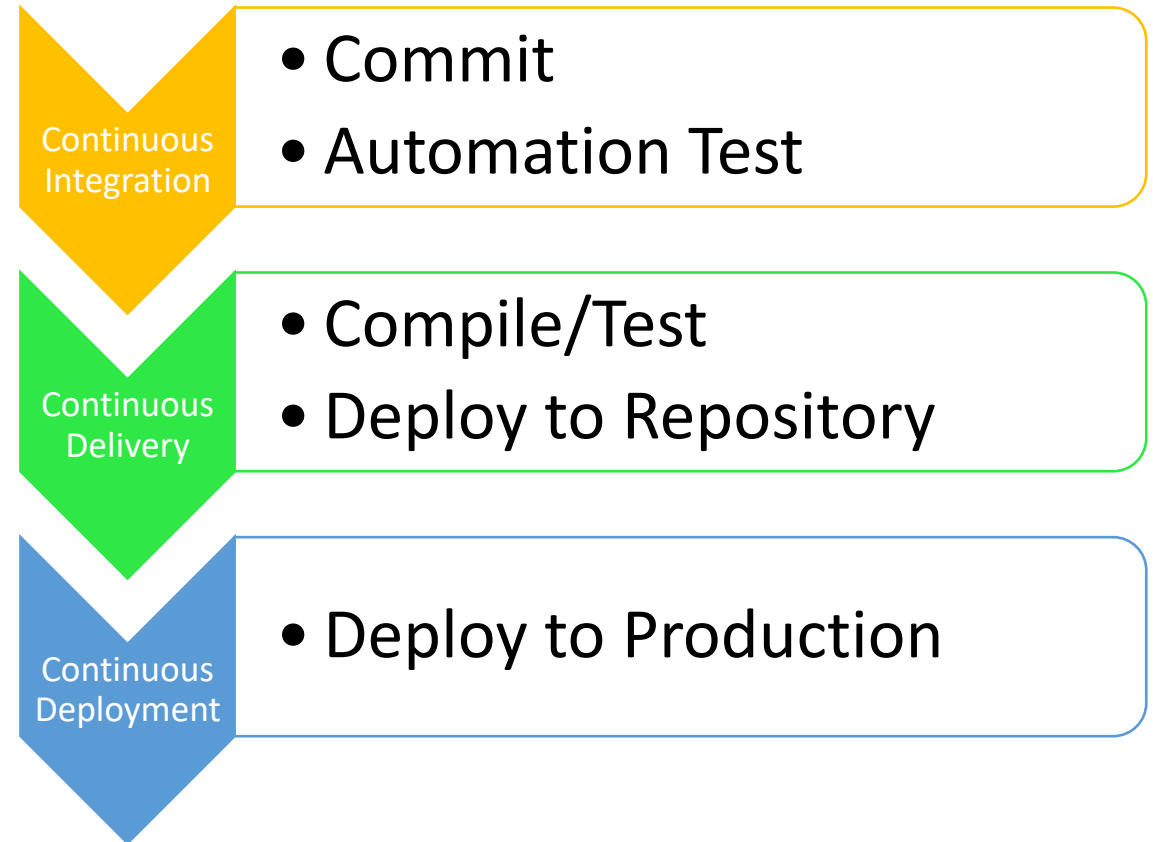 Continuous
Integration
• Commit
• Automation Test
Continuous
Delivery
• Compile/Test
• Deploy to Repository
Continuous
Deployment
• Deploy to Production